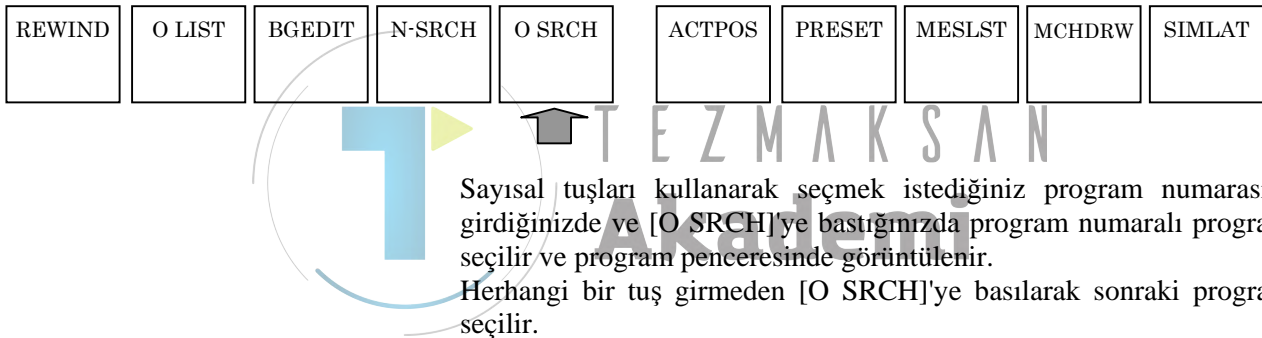 REWIND O LIST BGEDIT N-SRCH O SRCH ACTPOS PRESET MESLST MCHDRW SIMLAT
TEZMAKSAN
Akademi
Sayısal tuşları kullanarak seçmek istediğiniz program numaras
girdiğinizde ve [O SRCH]'ye bastığınızda program numaralı progra
seçilir ve program penceresinde görüntülenir.
Herhangi bir tuş girmeden [O SRCH]'ye basılarak sonraki progra
seçilir.